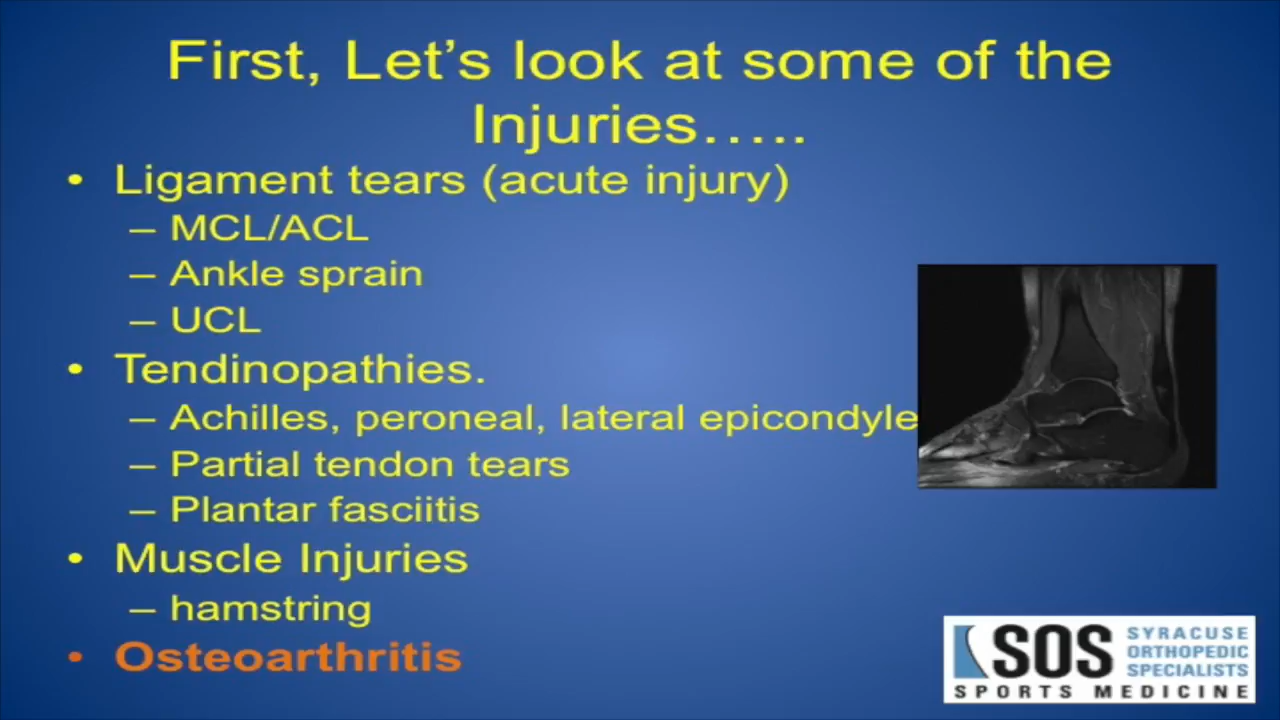 First, Let's look at some of the
Injuries.....
• Ligament tears (acute injury)
– MCL/ACL
– Ankle sprain
– UCL
• Tendinopathies.
– Achilles, peroneal, lateral epicondyle
– Partial tendon tears
– Plantar fasciitis
• Muscle Injuries
– hamstring
• Osteoarthritis
SOS
SYRACUSE
ORTHOPEDIC
SPECIALISTS
SPORTS MEDICINE